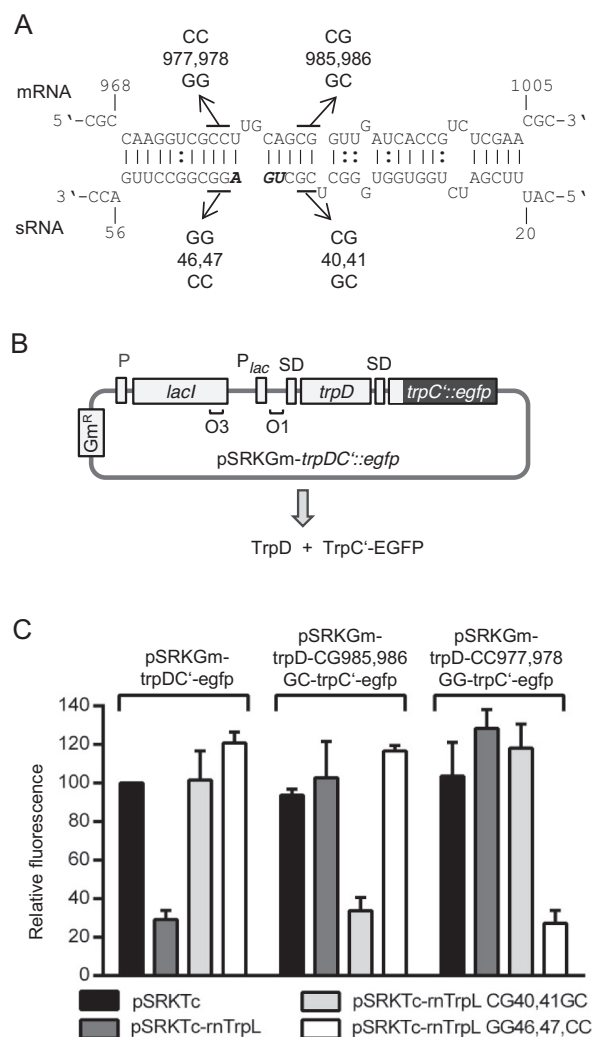 A
CC CG
977,978 985,986
GG GC
968 1005
mRNA
5'-CGC CAAGGUCGCCU UG CAGCG GUU G AUCACCG UC UCGAA CGC-3'
3'-CCA GUUCCGGCGGA GUCGC U CGG G UGGUGGU CU AGCUU UAC-5'
sRNA
56 20
GG CG
46,47 40,41
CC GC
B
P lacI Plac SD trpD SD trpC'::egfp
GmR
O3 O1
pSRKGm-trpDC'::egfp
TrpD + TrpC'-EGFP
C
pSRKGm-
trpDC'-egfp
pSRKGm-
trpD-CG985,986
GC-trpC'-egfp
pSRKGm-
trpD-CC977,978
GG-trpC'-egfp
Relative fluorescence
140
120
100
80
60
40
20
0
pSRKTc
pSRKTc-rnTrpL CG40,41GC
pSRKTc-rnTrpL
pSRKTc-rnTrpL GG46,47,CC